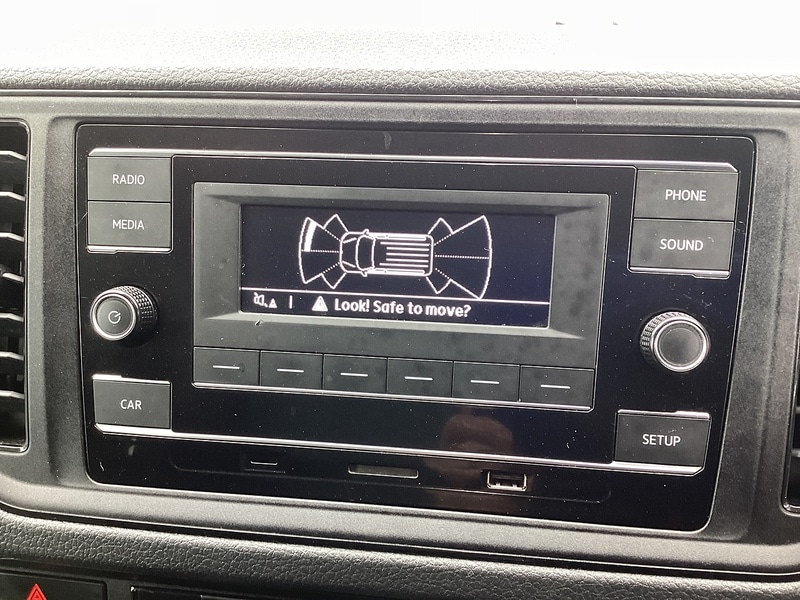 RADIO
MEDIA
PHONE
SOUND
Look! Safe to move?
CAR
SETUP